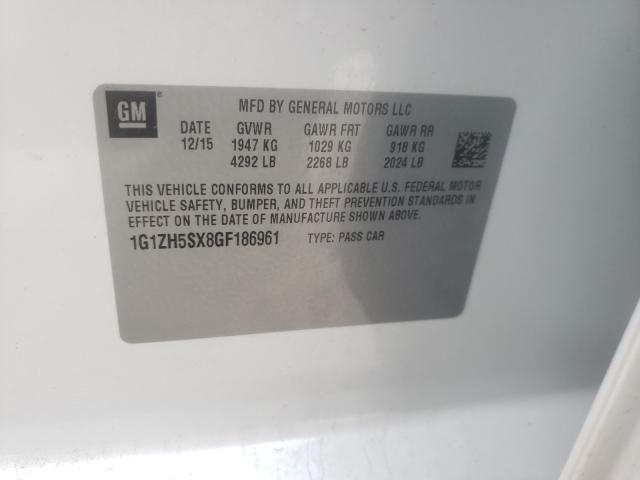 GM®
MFD BY GENERAL MOTORS LLC
DATE GVWR GAWR FRT GAWR RR
12/15 1947 KG 1029 KG 918 KG
4292 LB 2268 LB 2024 LB
THIS VEHICLE CONFORMS TO ALL APPLICABLE U.S. FEDERAL MOTOR
VEHICLE SAFETY, BUMPER, AND THEFT PREVENTION STANDARDS IN
EFFECT ON THE DATE OF MANUFACTURE SHOWN ABOVE.
1G1ZH5SX8GF186961 TYPE: PASS CAR